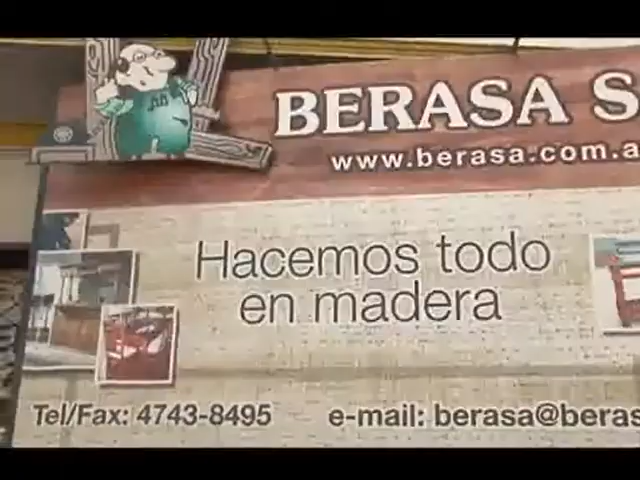 BERASA S
www.berasa.com.a
Hacemos todo
en madera
Tel/Fax: 4743-8495
e-mail: berasa@beras